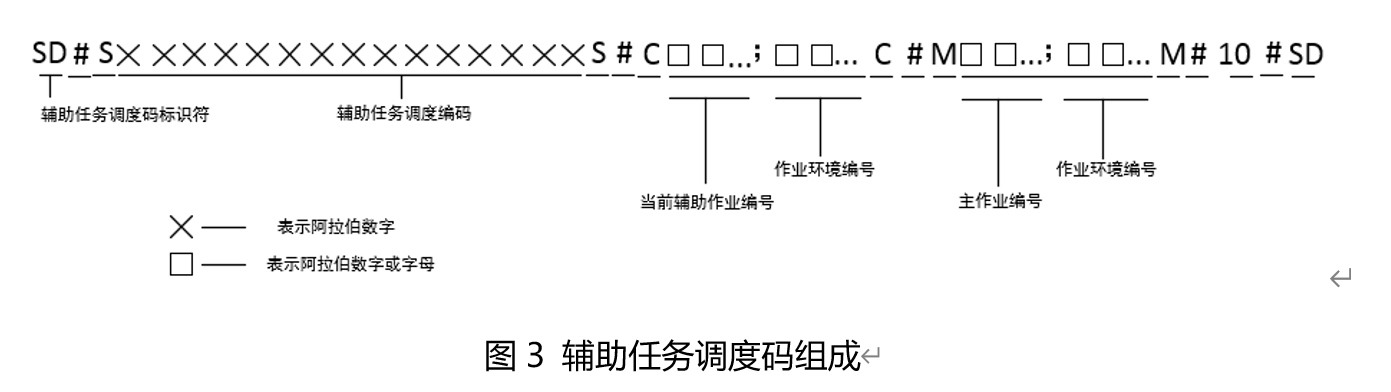 SD # S××××××××××××××× S # C□ □...; □ □... C # M□ □...; □ □... M# 10 # SD
辅助任务调度码标识符 辅助任务调度编码
作业环境编号 作业环境编号
当前辅助作业编号 主作业编号
× —— 表示阿拉伯数字
□ —— 表示阿拉伯数字或字母
图 3 辅助任务调度码组成